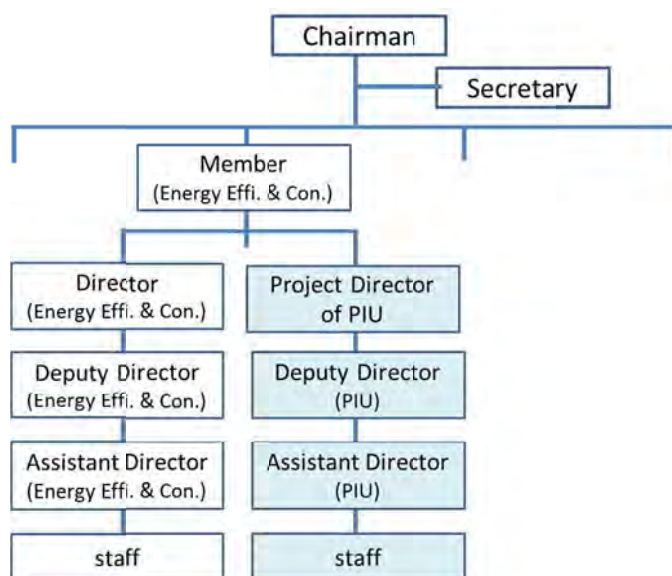 Chairman
Secretary
Member
(Energy Effi. & Con.)
Director
(Energy Effi. & Con.)
Project Director
of PIU
Deputy Director
(Energy Effi. & Con.)
Deputy Director
(PIU)
Assistant Director
(Energy Effi. & Con.)
Assistant Director
(PIU)
staff
staff